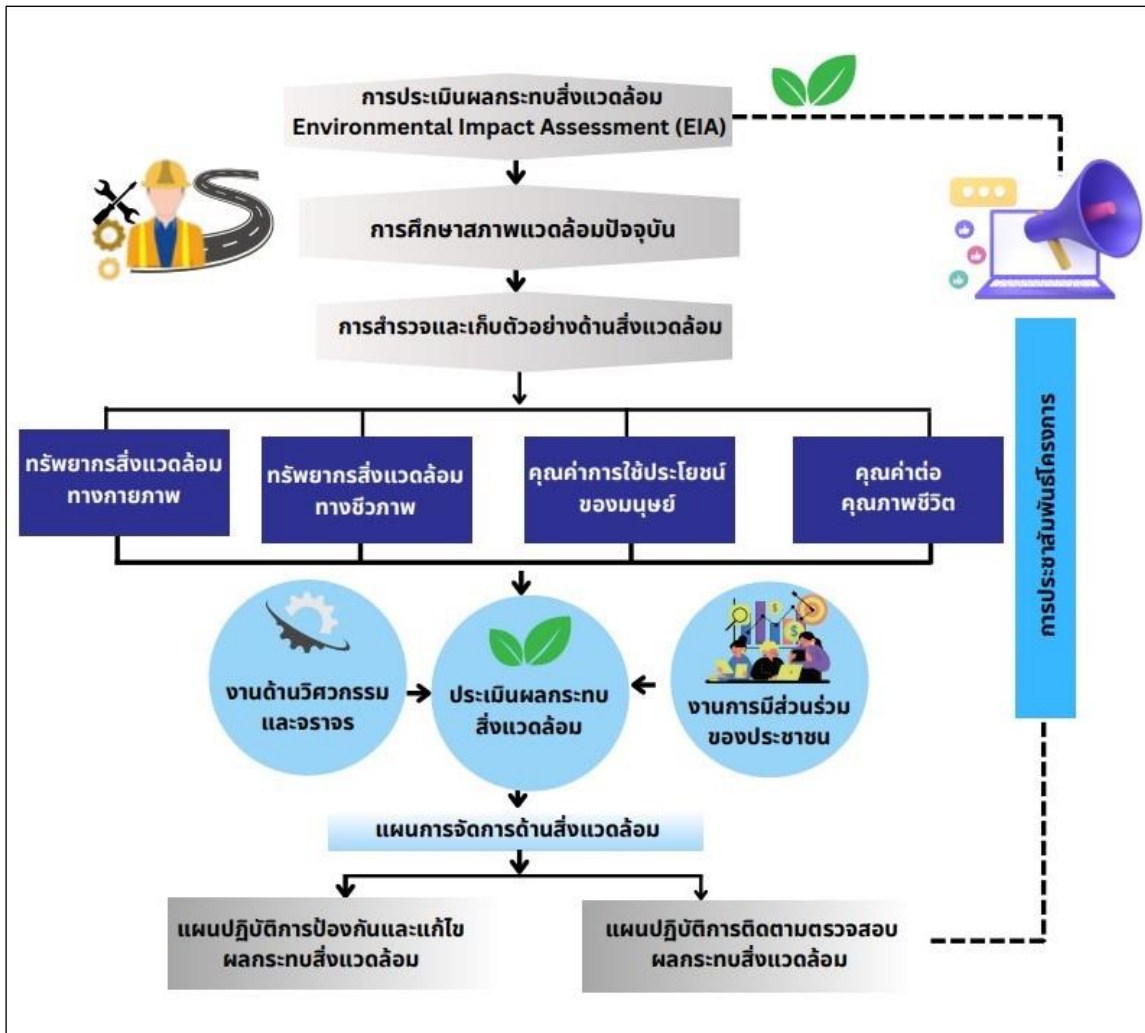 การประเมินผลกระทบสิ่งแวดล้อม
Environmental Impact Assessment (EIA)
การศึกษาสภาพแวดล้อมปัจจุบัน
การสำรวจและเก็บตัวอย่างด้านสิ่งแวดล้อม
ทรัพยากรสิ่งแวดล้อม
ทางกายภาพ
ทรัพยากรสิ่งแวดล้อม
ทางชีวภาพ
คุณค่าการใช้ประโยชน์
ของมนุษย์
คุณค่าต่อ
คุณภาพชีวิต
งานด้านวิศวกรรม
และจราจร
ประเมินผลกระทบ
สิ่งแวดล้อม
งานการมีส่วนร่วม
ของประชาชน
แผนการจัดการด้านสิ่งแวดล้อม
แผนปฏิบัติการป้องกันและแก้ไข
ผลกระทบสิ่งแวดล้อม
แผนปฏิบัติการติดตามตรวจสอบ
ผลกระทบสิ่งแวดล้อม
การประชาสัมพันธ์โครงการ